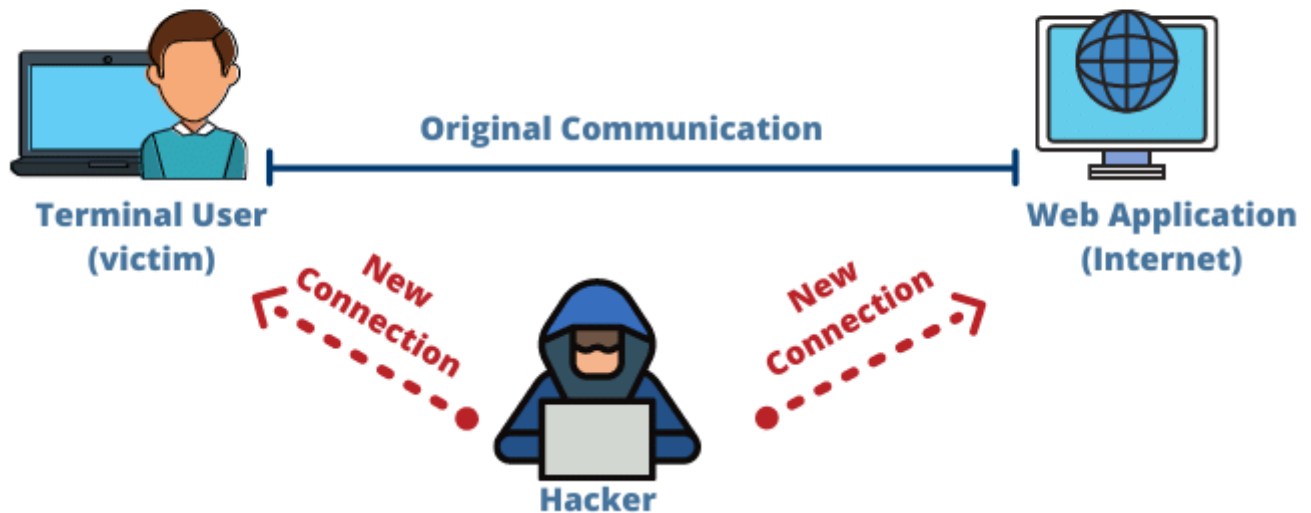 Original Communication
Terminal User
(victim)
Web Application
(Internet)
New
Connection
New
Connection
Hacker